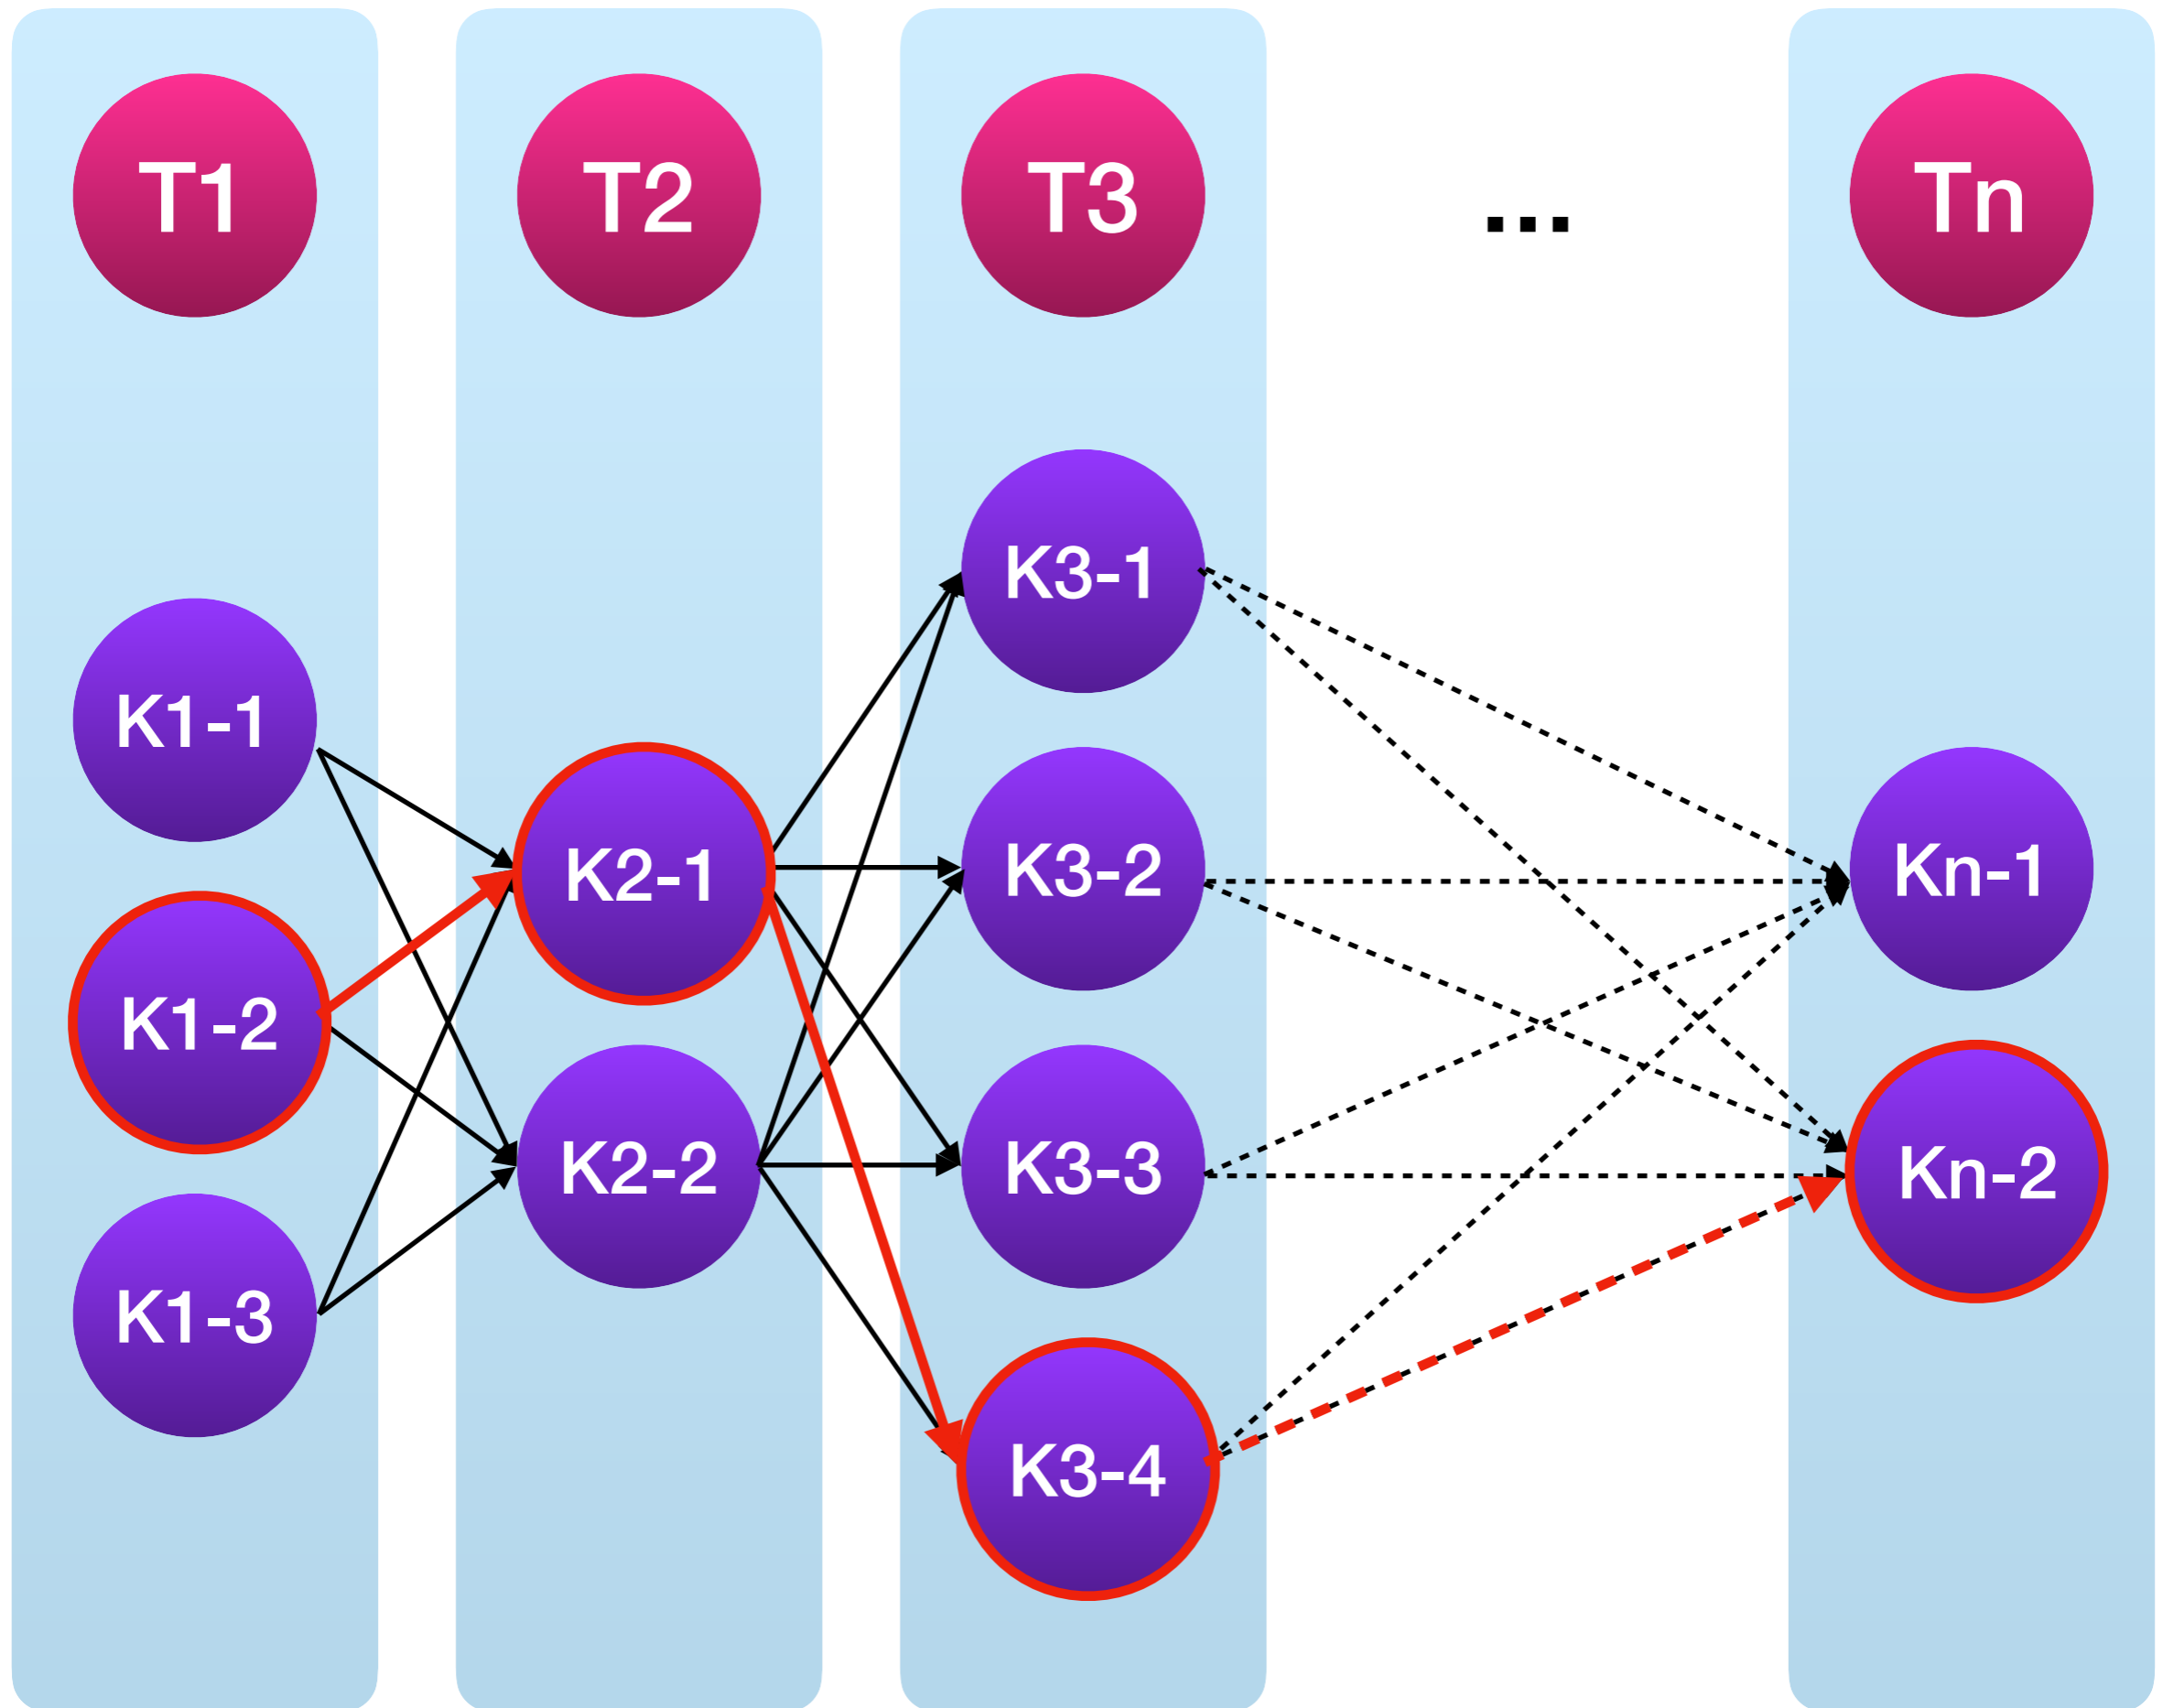 T1
T2
T3
...
Tn
K1-1
K1-2
K1-3
K2-1
K2-2
K3-1
K3-2
K3-3
K3-4
Kn-1
Kn-2